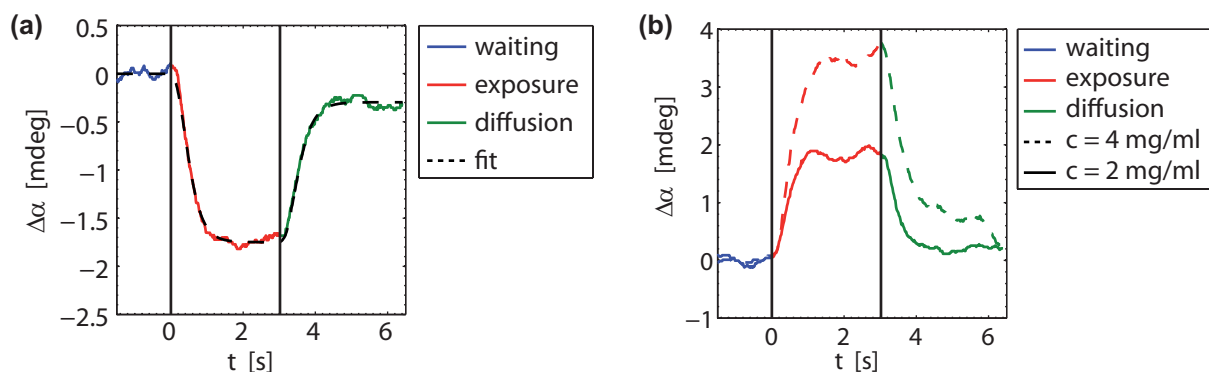 (a)
0.5
0
−0.5
−1
−1.5
−2
−2.5
Δα [mdeg]
0 2 4 6
t [s]
waiting
exposure
diffusion
fit
(b)
4
3
2
1
0
−1
Δα [mdeg]
0 2 4 6
t [s]
waiting
exposure
diffusion
c = 4 mg/ml
c = 2 mg/ml